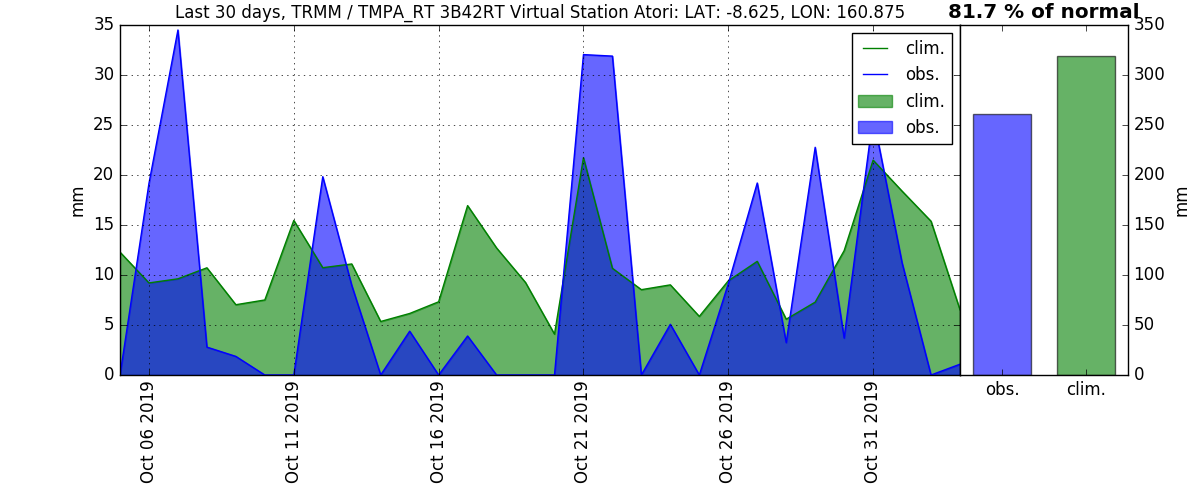 Last 30 days, TRMM / TMPA_RT 3B42RT Virtual Station Atori: LAT: -8.625, LON: 160.875
81.7 % of normal
35
30
25
20
15
10
5
0
mm
clim.
obs.
clim.
obs.
Oct 06 2019
Oct 11 2019
Oct 16 2019
Oct 21 2019
Oct 26 2019
Oct 31 2019
350
300
250
200
150
100
50
0
mm
obs.
clim.